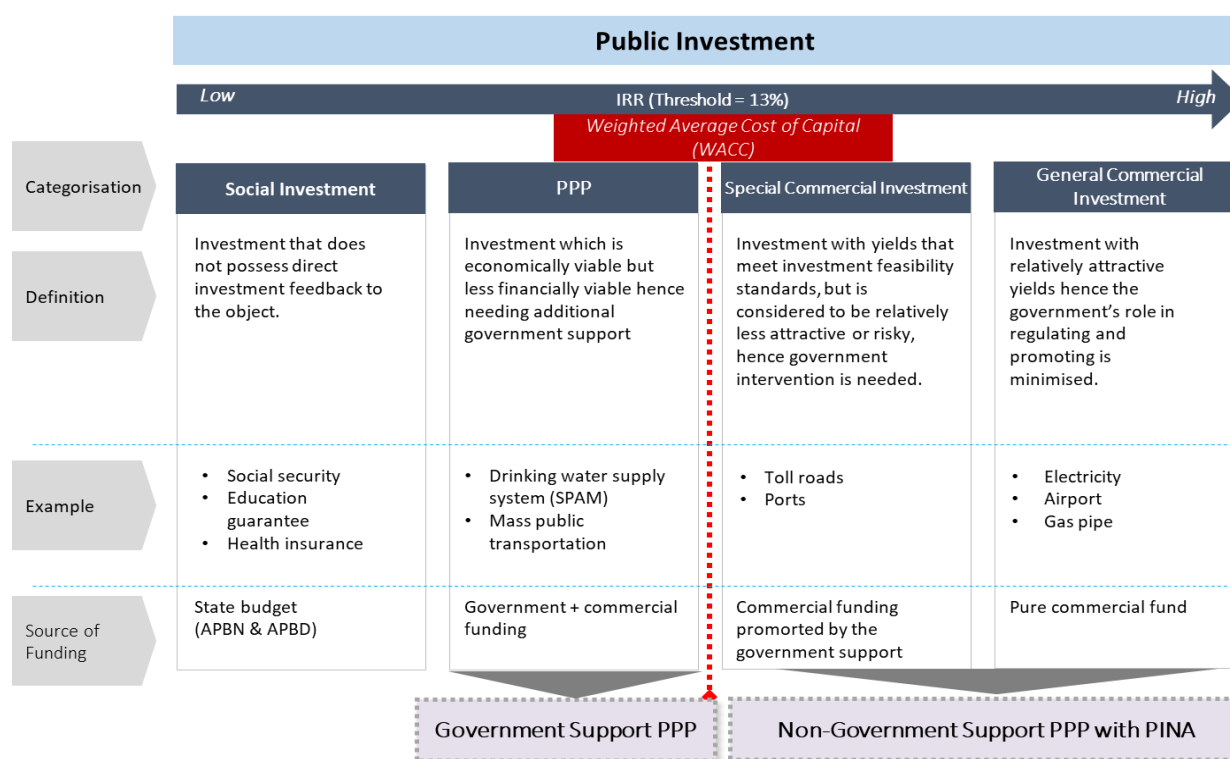 Public Investment
Low
IRR (Threshold = 13%)
High
Weighted Average Cost of Capital
(WACC)
Categorisation
Social Investment
PPP
Special Commercial Investment
General Commercial
Investment
Definition
Investment that does
not possess direct
investment feedback to
the object.
Investment which is
economically viable but
less financially viable hence
needing additional
government support
Investment with yields that
meet investment feasibility
standards, but is
considered to be relatively
less attractive or risky,
hence government
intervention is needed.
Investment with
relatively attractive
yields hence the
government’s role in
regulating and
promoting is
minimised.
Example
• Social security
• Education
guarantee
• Health insurance
• Drinking water supply
system (SPAM)
• Mass public
transportation
• Toll roads
• Ports
• Electricity
• Airport
• Gas pipe
Source of
Funding
State budget
(APBN & APBD)
Government + commercial
funding
Commercial funding
promorted by the
government support
Pure commercial fund
Government Support PPP
Non-Government Support PPP with PINA